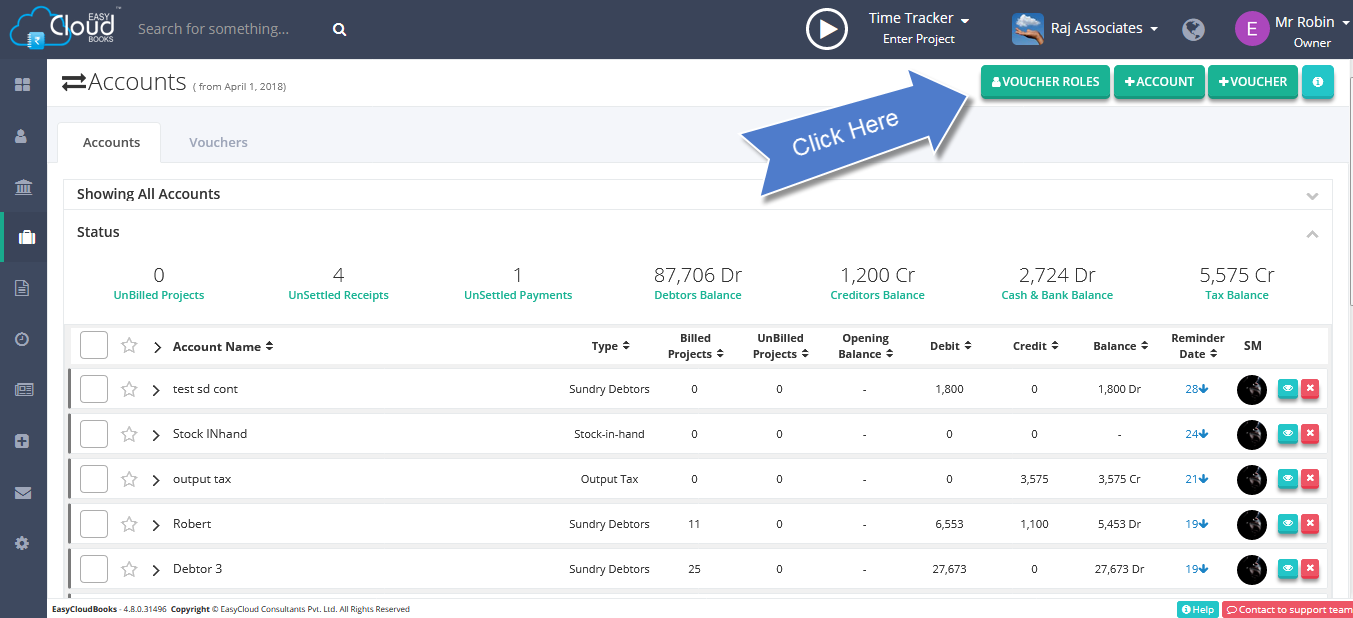 EASY
Cloud
BOOKS
™
₹
Search for something...
Time Tracker
Enter Project
Raj Associates
E
Mr Robin
Owner
Accounts ( from April 1, 2018)
VOUCHER ROLES
ACCOUNT
VOUCHER
Click Here
Accounts
Vouchers
Showing All Accounts
Status
0 4 1 87,706 Dr 1,200 Cr 2,724 Dr 5,575 Cr
UnBilled Projects UnSettled Receipts UnSettled Payments Debtors Balance Creditors Balance Cash & Bank Balance Tax Balance
Account Name Type Billed Projects UnBilled Projects Opening Balance Debit Credit Balance Reminder Date SM
test sd cont Sundry Debtors 0 0 - 1,800 0 1,800 Dr 28
Stock INhand Stock-in-hand 0 0 - 0 0 - 24
output tax Output Tax 0 0 - 0 3,575 3,575 Cr 21
Robert Sundry Debtors 11 0 - 6,553 1,100 5,453 Dr 19
Debtor 3 Sundry Debtors 25 0 - 27,673 0 27,673 Dr 19
EasyCloudBooks - 4.8.0.31496 Copyright © EasyCloud Consultants Pvt. Ltd. All Rights Reserved
Help
Contact to support team